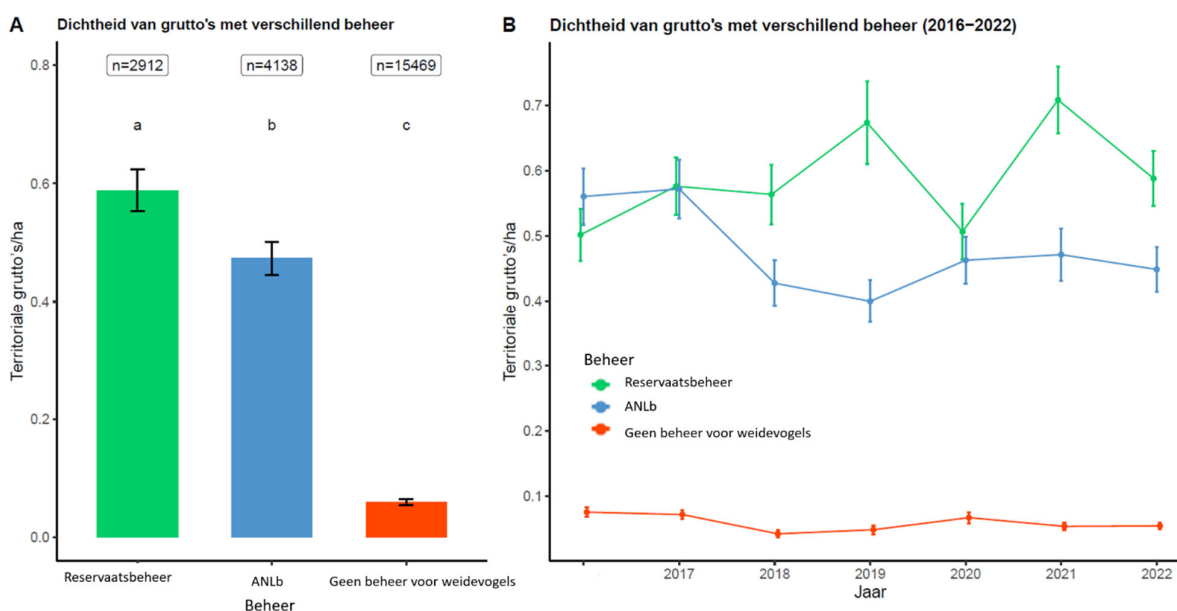 A
Dichtheid van grutto's met verschillend beheer
Territoriale grutto's/ha
0.8
0.6
0.4
0.2
0.0
n=2912
n=4138
n=15469
a
b
c
Reservaatsbeheer
ANLb
Geen beheer voor weidevogels
Beheer
B
Dichtheid van grutto's met verschillend beheer (2016−2022)
Territoriale grutto's/ha
0.7
0.6
0.5
0.4
0.3
0.2
0.1
Beheer
Reservaatsbeheer
ANLb
Geen beheer voor weidevogels
2017
2018
2019
2020
2021
2022
Jaar